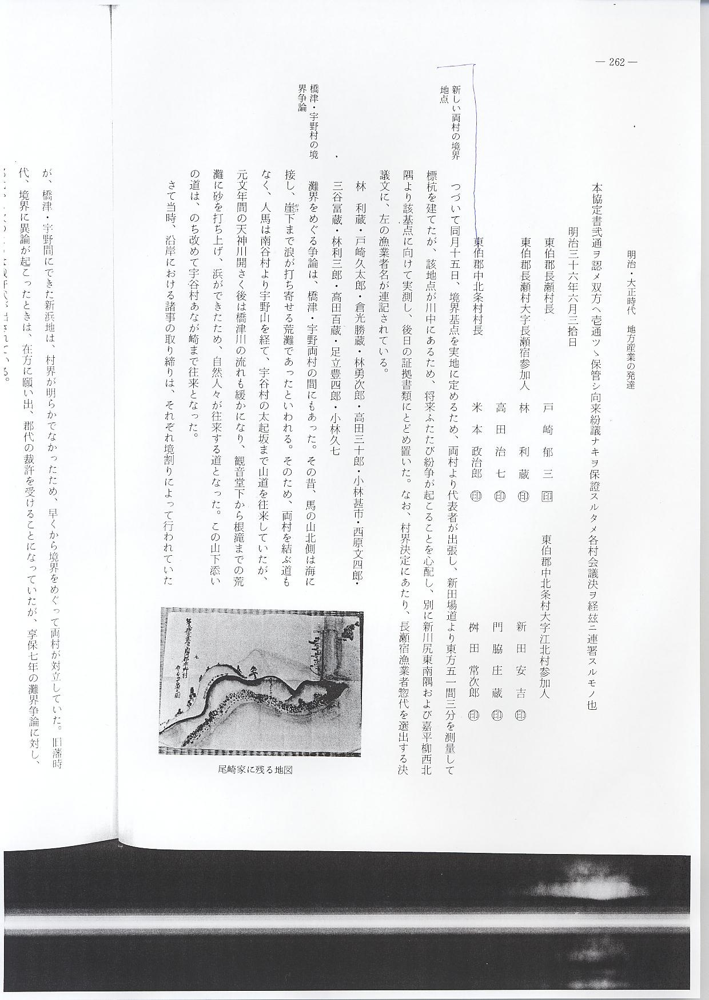 ― 262 ―
明治・大正時代　地方産業の発達
本協定書弐通ヲ認メ双方ヘ壱通ツヽ保管シ向来紛議ナキヲ保證スルタメ各村会議決ヲ経玆ニ連署スルモノ也
明治三十六年六月三拾日
東伯郡長瀬村長　戸崎郁三㊞　東伯郡中北条村大字江北村参加人
東伯郡長瀬村大字長瀬宿参加人　林利蔵㊞　新田安吉㊞
高田治七㊞　門脇庄蔵㊞
東伯郡中北条村村長　米本政治郎㊞　桝田常次郎㊞
新しい両村の境界
地点
つづいて同月十五日、境界基点を実地に定めるため、両村より代表者が出張し、新田場道より東方五一間三分を測量して
標杭を建てたが、該地点が川中にあるため、将来ふたたび紛争が起こることを心配し、別に新川尻東南隅および嘉平柳西北
隅より該基点に向けて実測し、後日の証拠書類にとどめ置いた。なお、村界決定にあたり、長瀬宿漁業者惣代を選出する決
議文に、左の漁業者名が連記されている。
林　利蔵・戸崎久太郎・倉光勝蔵・林勇次郎・高田三十郎・小林甚市・西原文四郎・
三谷冨蔵・林利三郎・高田百蔵・足立豊四郎・小林久七
橋津・宇野村の境
界争論
灘界をめぐる争論は、橋津・宇野両村の間にもあった。その昔、馬の山北側は海に
接し、崖下まで浪が打ち寄せる荒灘であったといわれる。そのため、両村を結ぶ道も
なく、人馬は南谷村より宇野山を経て、宇谷村の太起坂まで山道を往来していたが、
元文年間の天神川開さく後は橋津川の流れも緩かになり、観音堂下から根滝までの荒
灘に砂を打ち上げ、浜ができたため、自然人々が往来する道となった。この山下添い
の道は、のち改めて宇谷村あなが崎まで往来となった。
さて当時、沿岸における諸事の取り締りは、それぞれ境割りによって行われていた
尾崎家に残る地図
が、橋津・宇野間にできた新浜地は、村界が明らかでなかったため、早くから境界をめぐって両村が対立していた。旧藩時
代、境界に異論が起こったときは、在方に願い出、郡代の裁許を受けることになっていたが、享保七年の灘界争論に対し、